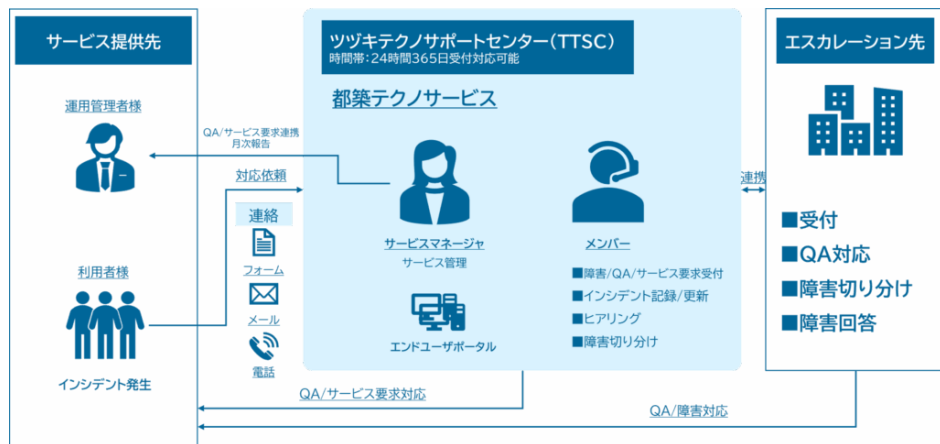 サービス提供先
運用管理者様
利用者様
インシデント発生
QA/サービス要求連携
月次報告
対応依頼
連絡
フォーム
メール
電話
ツヅキテクノサポートセンター(TTSC)
時間帯:24時間365日受付対応可能
都築テクノサービス
サービスマネージャ
サービス管理
エンドユーザポータル
メンバー
■障害/QA/サービス要求受付
■インシデント記録/更新
■ヒアリング
■障害切り分け
連携
エスカレーション先
■受付
■QA対応
■障害切り分け
■障害回答
QA/サービス要求対応
QA/障害対応